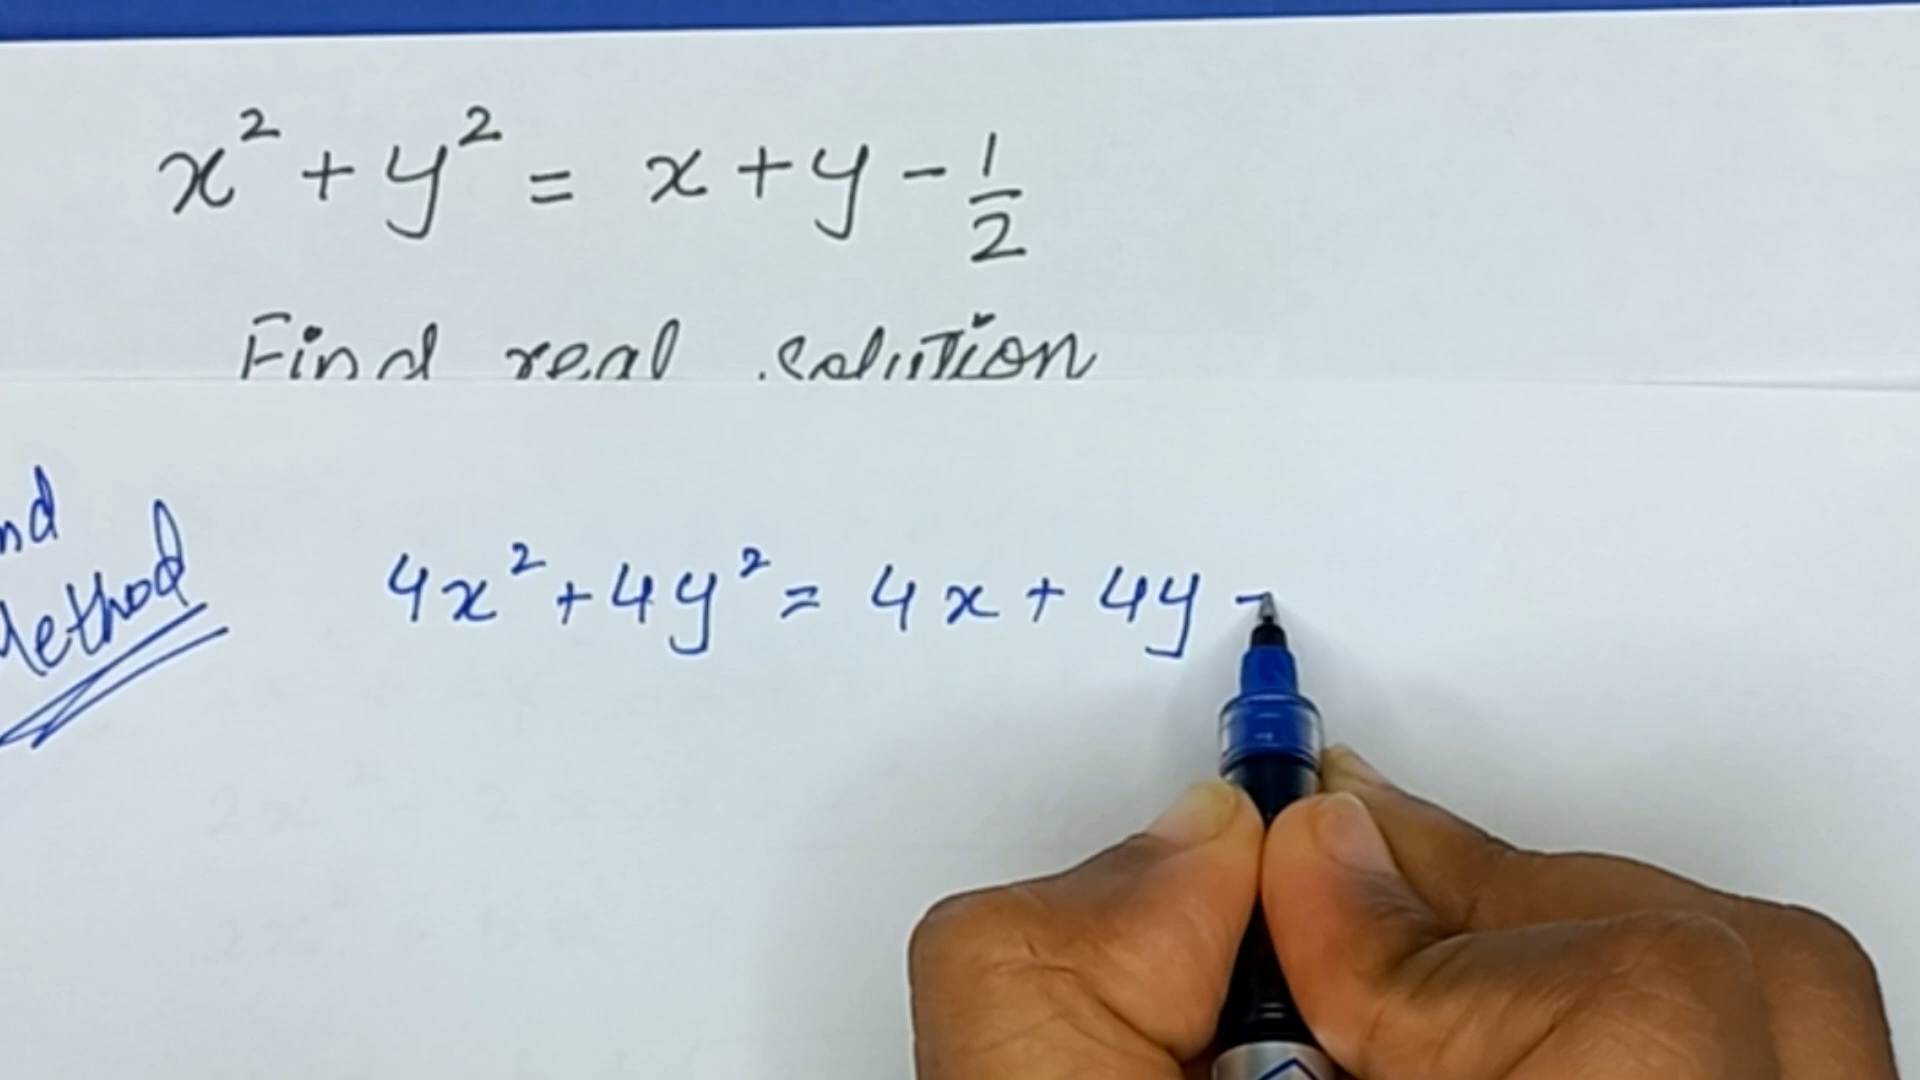 x² + y² = x + y - 1/2
Find real solution
nd
Method
4x² + 4y² = 4x + 4y -